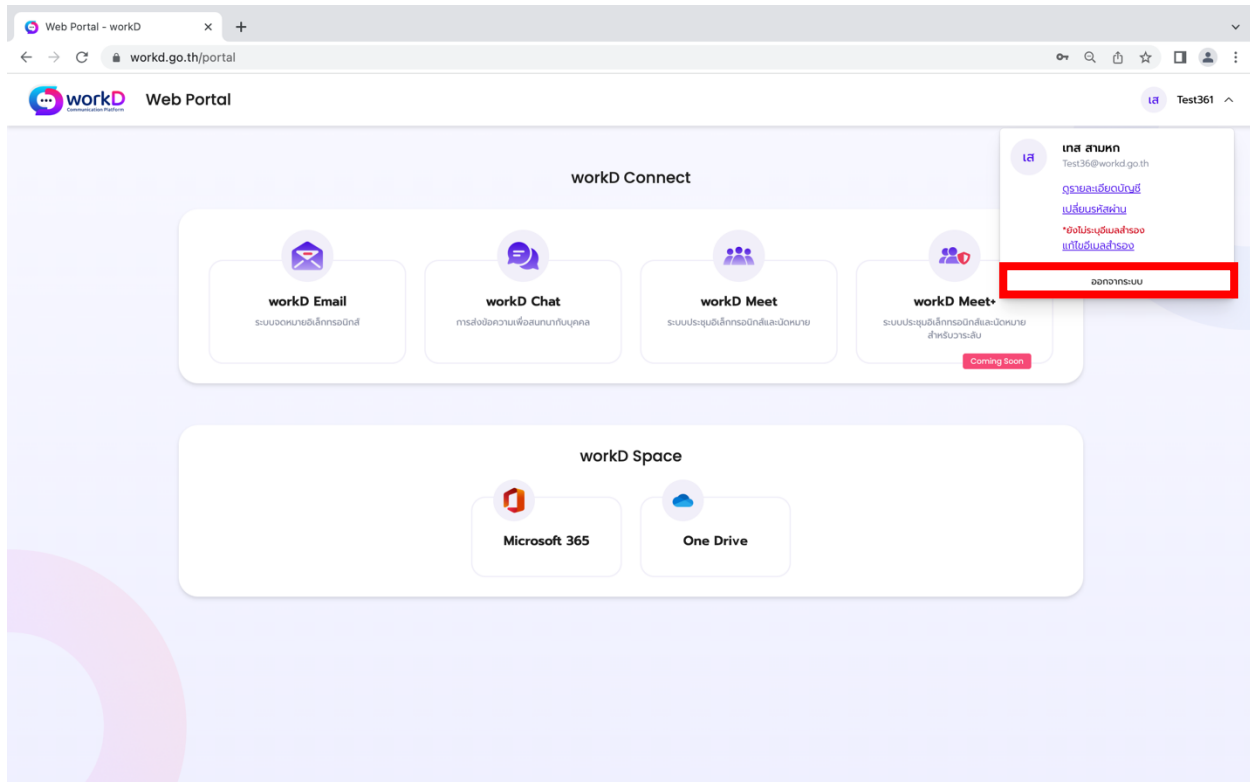 Web Portal - workD
workd.go.th/portal
workD
Communication Platform
Web Portal
เส Test361
เส
เทส สามหก
Test36@workd.go.th
ดูรายละเอียดบัญชี
เปลี่ยนรหัสผ่าน
*ยังไม่ระบุอีเมลสำรอง
แก้ไขอีเมลสำรอง
ออกจากระบบ
workD Connect
workD Email
ระบบจดหมายอิเล็กทรอนิกส์
workD Chat
การส่งข้อความเพื่อสนทนากับบุคคล
workD Meet
ระบบประชุมอิเล็กทรอนิกส์และนัดหมาย
workD Meet+
ระบบประชุมอิเล็กทรอนิกส์และนัดหมาย
สำหรับวาระลับ
Coming Soon
workD Space
Microsoft 365
One Drive